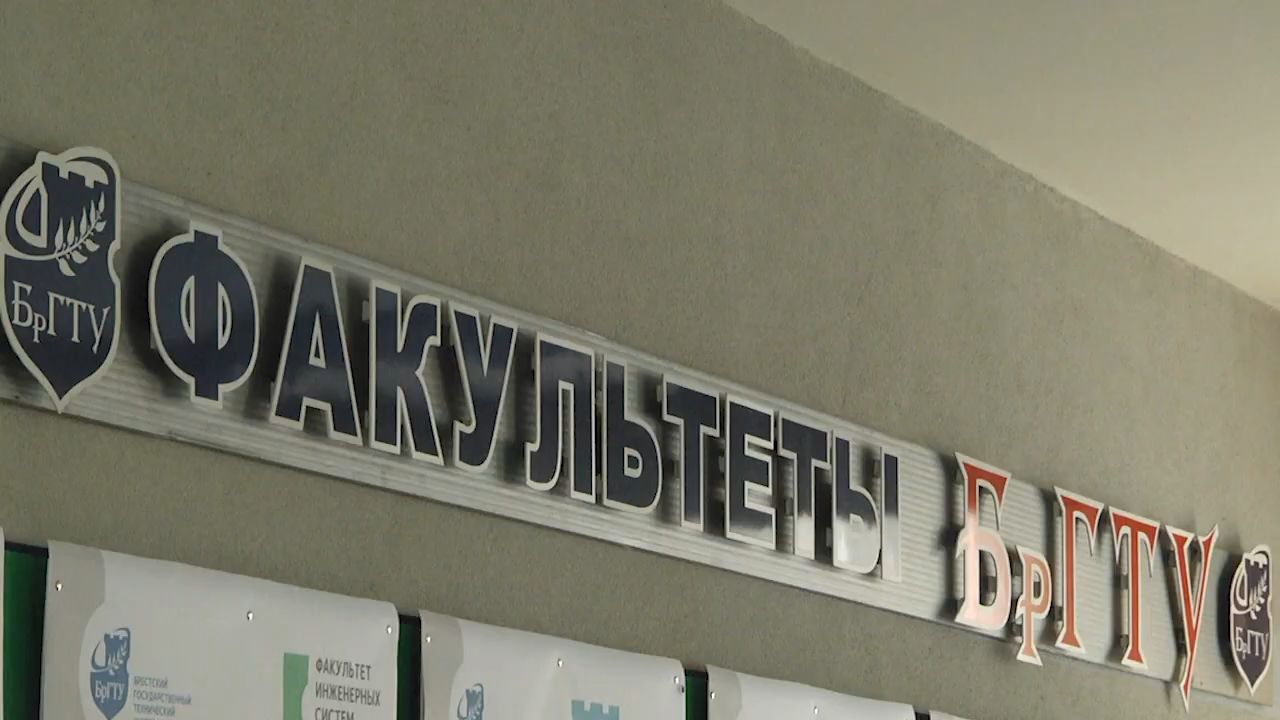 БрГТУ
ФАКУЛЬТЕТЫ БрГТУ
БрГТУ
БрГТУ
БРЕСТСКИЙ
ГОСУДАРСТВЕННЫЙ
ТЕХНИЧЕСКИЙ
ФАКУЛЬТЕТ
ИНЖЕНЕРНЫХ
СИСТЕМ